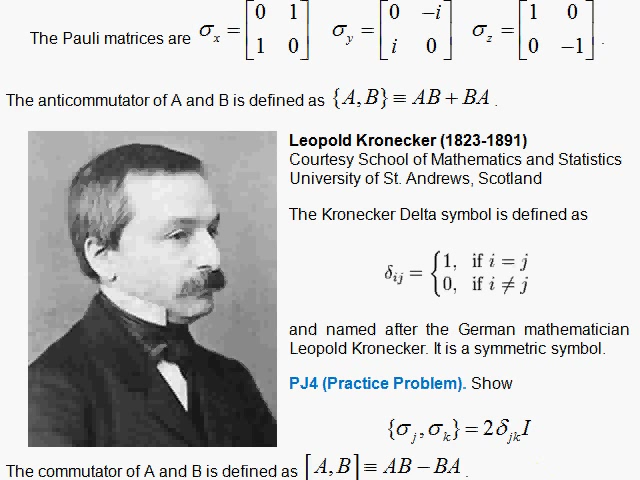 The Pauli matrices are σ_x = [0 1; 1 0] σ_y = [0 −i; i 0] σ_z = [1 0; 0 −1].
The anticommutator of A and B is defined as {A, B} ≡ AB + BA.
Leopold Kronecker (1823-1891)
Courtesy School of Mathematics and Statistics
University of St. Andrews, Scotland
The Kronecker Delta symbol is defined as
δ_ij = {1, if i = j
0, if i ≠ j
and named after the German mathematician
Leopold Kronecker. It is a symmetric symbol.
PJ4 (Practice Problem). Show
{σ_j, σ_k} = 2δ_jk I
The commutator of A and B is defined as [A, B] ≡ AB − BA.